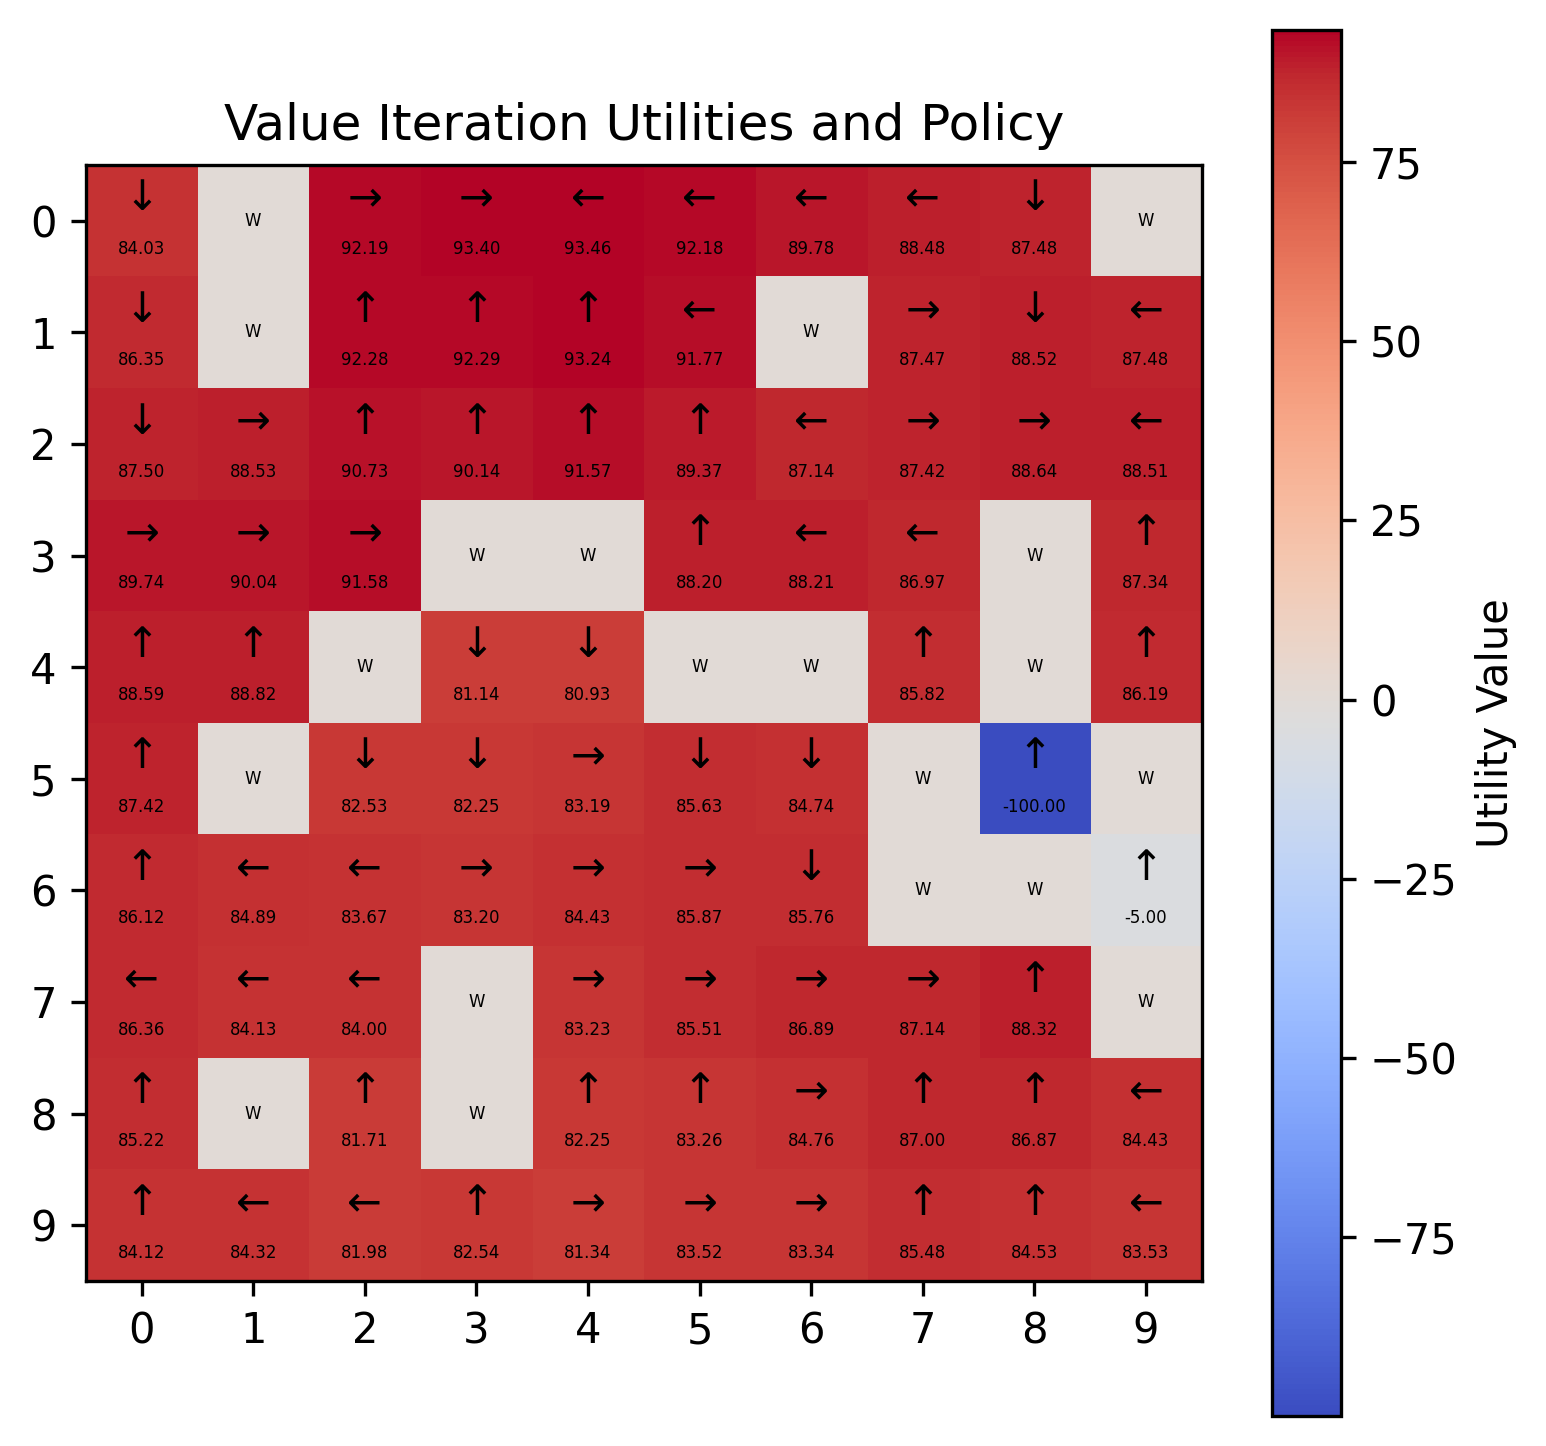 Value Iteration Utilities and Policy
0 ↓ W → → ← ← ← ← ↓ W
84.03 92.19 93.40 93.46 92.18 89.78 88.48 87.48
1 ↓ W ↑ ↑ ↑ ← W → ↓ ←
86.35 92.28 92.29 93.24 91.77 87.47 88.52 87.48
2 ↓ → ↑ ↑ ↑ ↑ ← → → ←
87.50 88.53 90.73 90.14 91.57 89.37 87.14 87.42 88.64 88.51
3 → → → W W ↑ ← ← W ↑
89.74 90.04 91.58 88.20 88.21 86.97 87.34
4 ↑ ↑ W ↓ ↓ W W ↑ W ↑
88.59 88.82 81.14 80.93 85.82 86.19
5 ↑ W ↓ ↓ → ↓ ↓ W ↑ W
87.42 82.53 82.25 83.19 85.63 84.74 -100.00
6 ↑ ← ← → → → ↓ W W ↑
86.12 84.89 83.67 83.20 84.43 85.87 85.76 -5.00
7 ← ← ← W → → → → ↑ W
86.36 84.13 84.00 83.23 85.51 86.89 87.14 88.32
8 ↑ W ↑ W ↑ ↑ → ↑ ↑ ←
85.22 81.71 82.25 83.26 84.76 87.00 86.87 84.43
9 ↑ ← ← ↑ → → → ↑ ↑ ←
84.12 84.32 81.98 82.54 81.34 83.52 83.34 85.48 84.53 83.53
0 1 2 3 4 5 6 7 8 9
75
50
25
0
−25
−50
−75
Utility Value